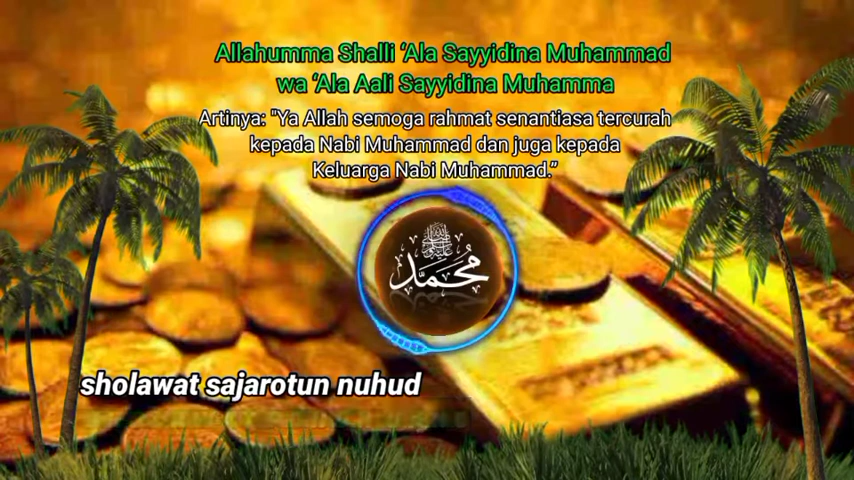 Allahumma Shalli ‘Ala Sayyidina Muhammad
wa ‘Ala Aali Sayyidina Muhamma
Artinya: "Ya Allah semoga rahmat senantiasa tercurah
kepada Nabi Muhammad dan juga kepada
Keluarga Nabi Muhammad.”
مُحَمَّد
sholawat sajarotun nuhud